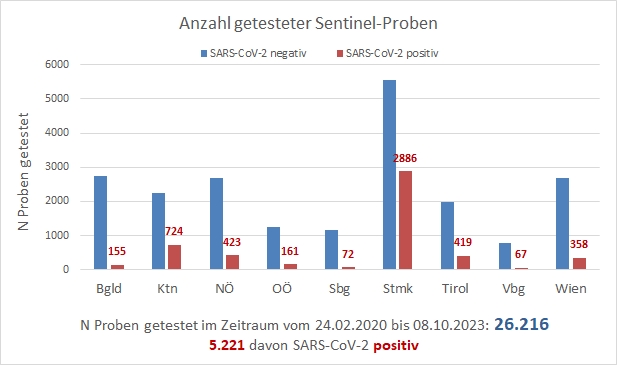 Anzahl getesteter Sentinel-Proben
SARS-CoV-2 negativ SARS-CoV-2 positiv
N Proben getestet
6000
5000
4000
3000
2000
1000
0
155 724 423 161 72 2886 419 67 358
Bgld Ktn NÖ OÖ Sbg Stmk Tirol Vbg Wien
N Proben getestet im Zeitraum vom 24.02.2020 bis 08.10.2023: 26.216
5.221 davon SARS-CoV-2 positiv